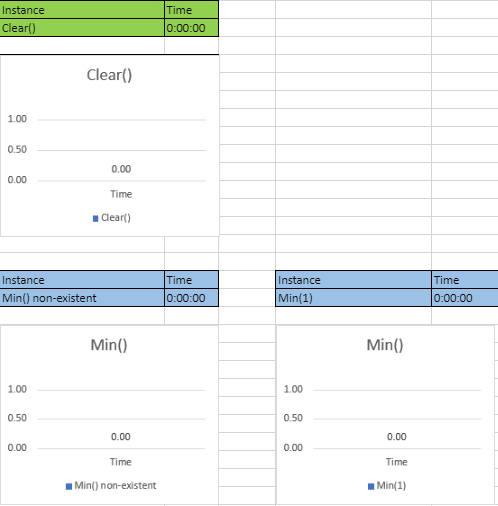 Instance Time
Clear() 0:00:00
Clear()
1.00
0.50
0.00
0.00
Time
Clear()
Instance Time
Min() non-existent 0:00:00
Min()
1.00
0.50
0.00
0.00
Time
Min() non-existent
Instance Time
Min(1) 0:00:00
Min()
1.00
0.50
0.00
0.00
Time
Min(1)